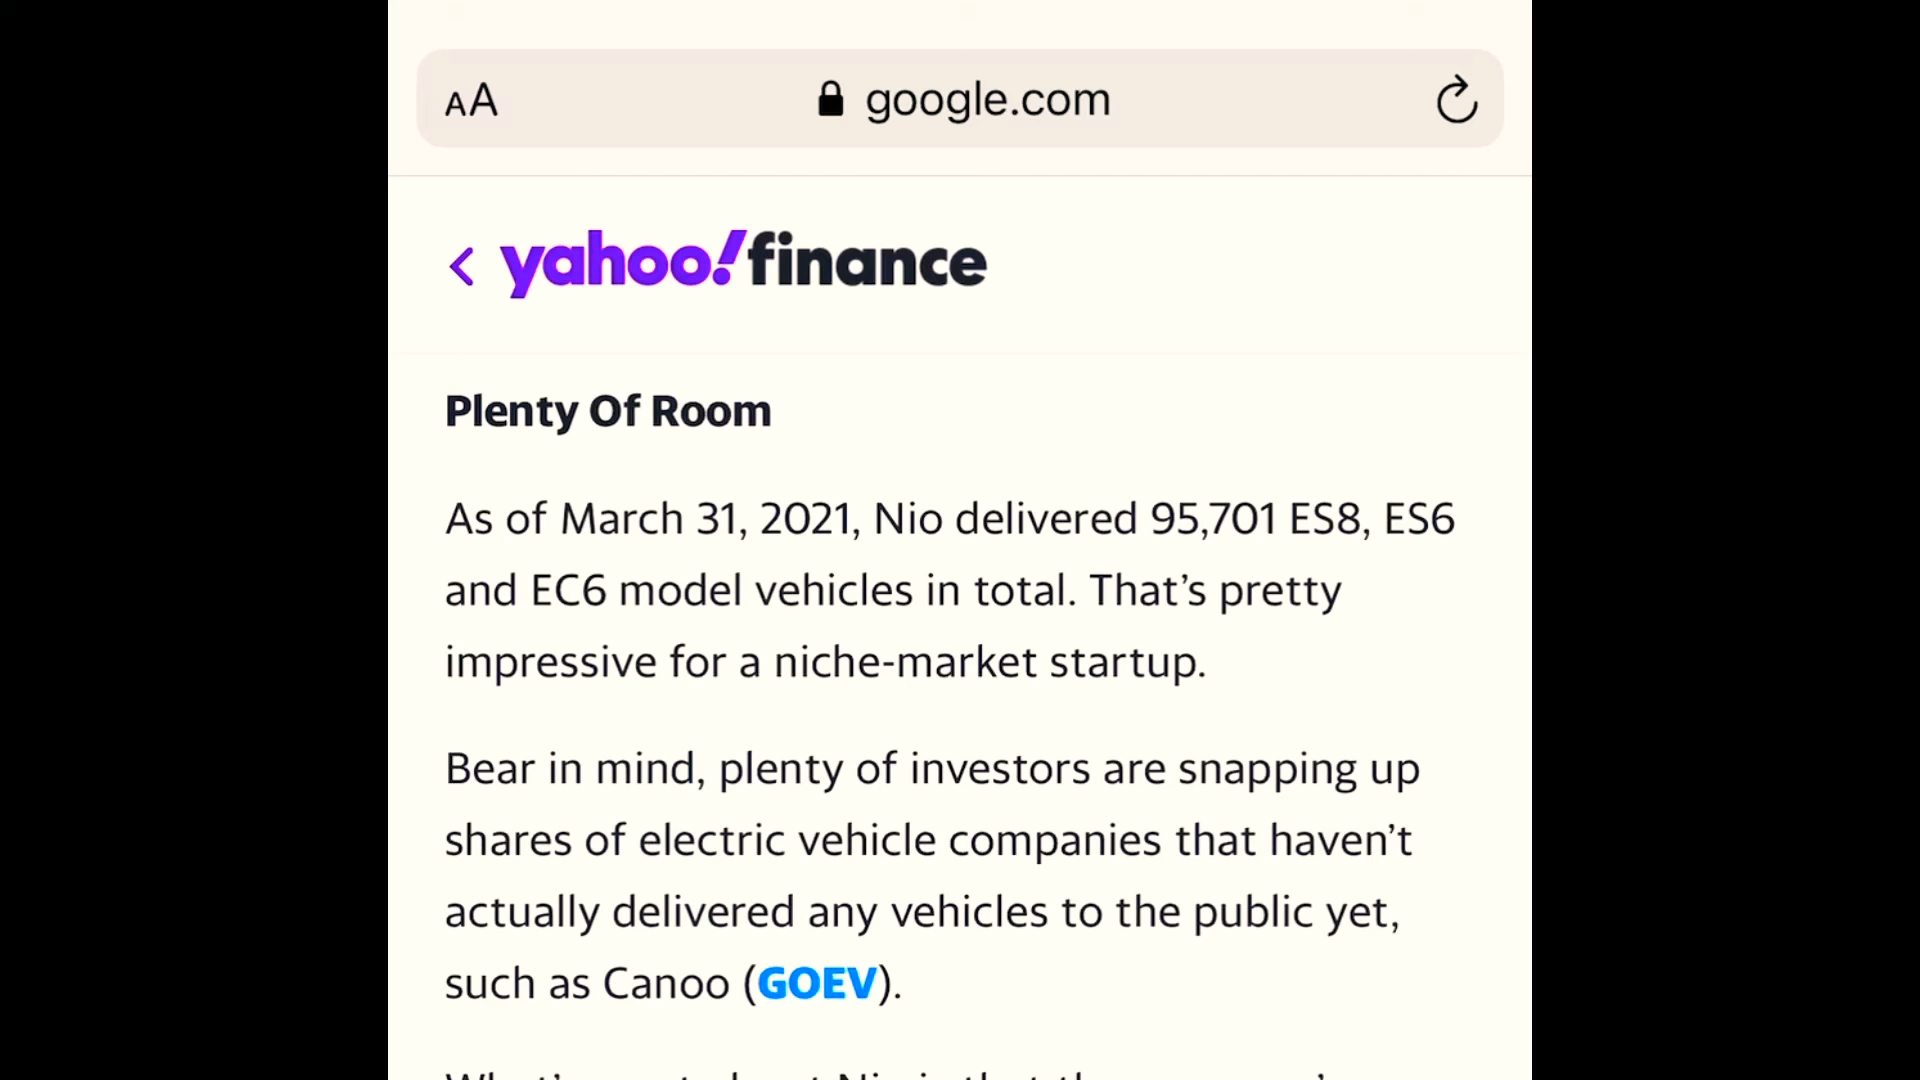 AA google.com
yahoo!finance
Plenty Of Room
As of March 31, 2021, Nio delivered 95,701 ES8, ES6
and EC6 model vehicles in total. That’s pretty
impressive for a niche-market startup.
Bear in mind, plenty of investors are snapping up
shares of electric vehicle companies that haven’t
actually delivered any vehicles to the public yet,
such as Canoo (GOEV).